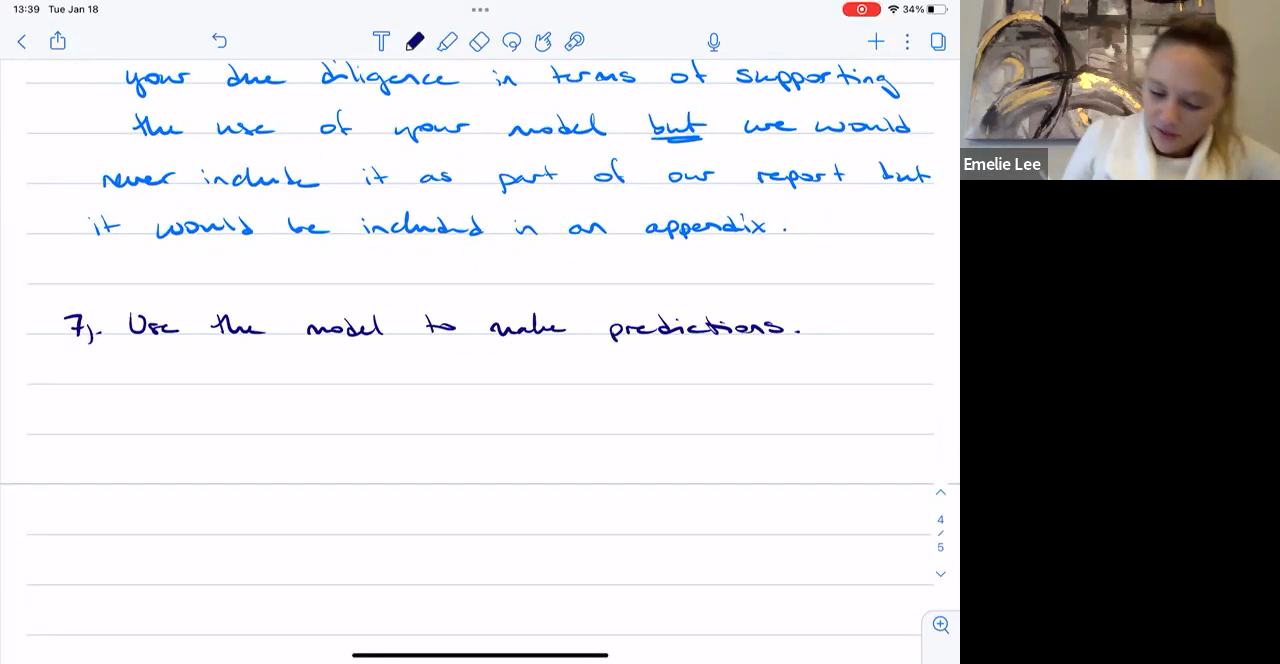 13:39 Tue Jan 18
34%
your due diligence in terms of supporting
the use of your model but we would
never include it as part of our report but
it would be included in an appendix.
7). Use the model to make predictions.
4
/
5
Emelie Lee